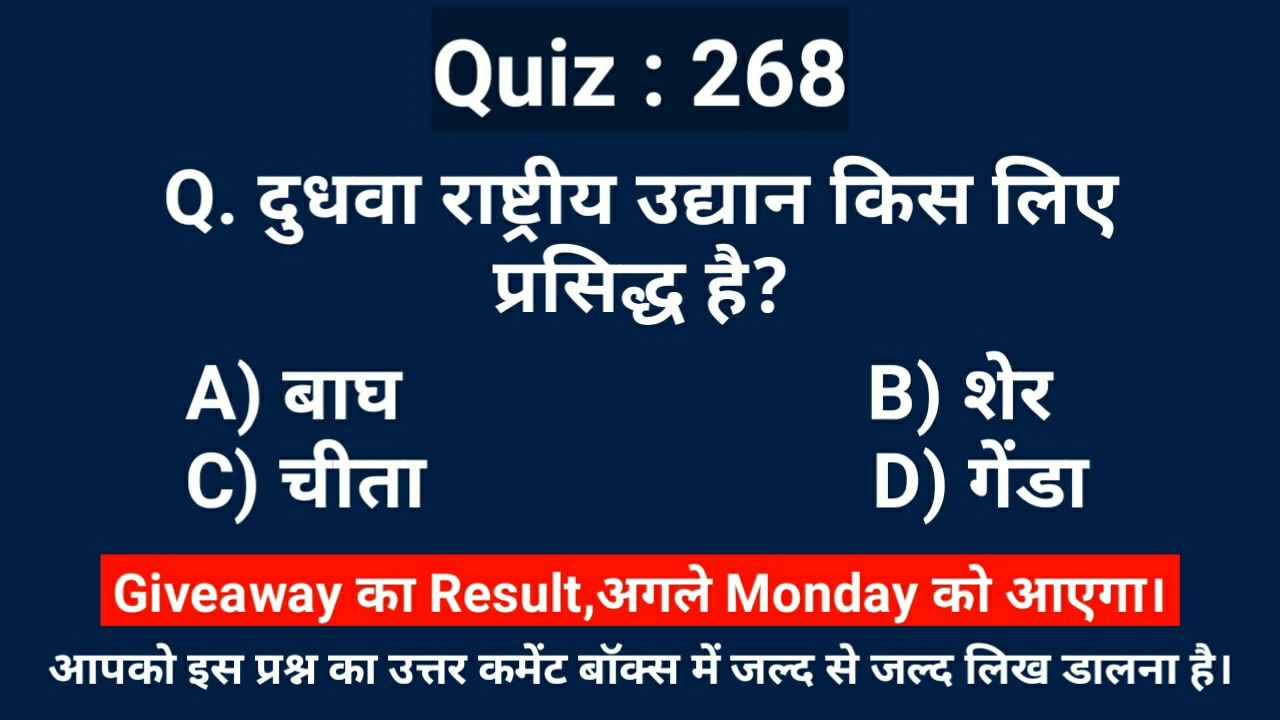 Quiz : 268
Q. दुधवा राष्ट्रीय उद्यान किस लिए
प्रसिद्ध है?
A) बाघ B) शेर
C) चीता D) गेंडा
Giveaway का Result,अगले Monday को आएगा।
आपको इस प्रश्न का उत्तर कमेंट बॉक्स में जल्द से जल्द लिख डालना है।